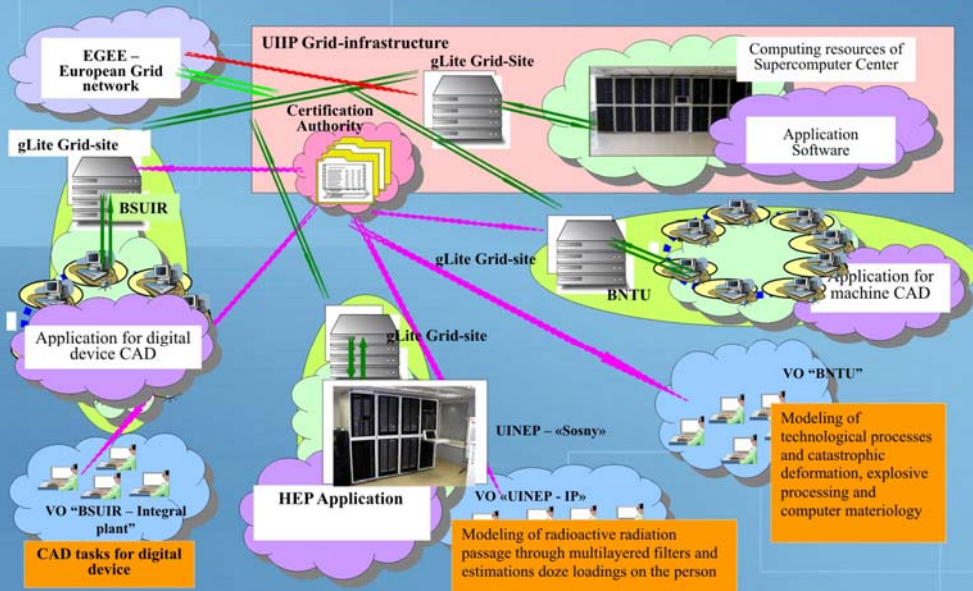 EGEE –
European Grid
network
UIIP Grid-infrastructure
gLite Grid-Site
Computing resources of
Supercomputer Center
Application
Software
Certification
Authority
gLite Grid-site
BSUIR
Application for digital
device CAD
gLite Grid-site
BNTU
Application for
machine CAD
gLite Grid-site
HEP Application
UINEP – «Sosny»
VO "BNTU"
Modeling of
technological processes
and catastrophic
deformation, explosive
processing and
computer materiology
VO "BSUIR – Integral
plant"
CAD tasks for digital
device
VO «UINEP - IP»
Modeling of radioactive radiation
passage through multilayered filters and
estimations doze loadings on the person